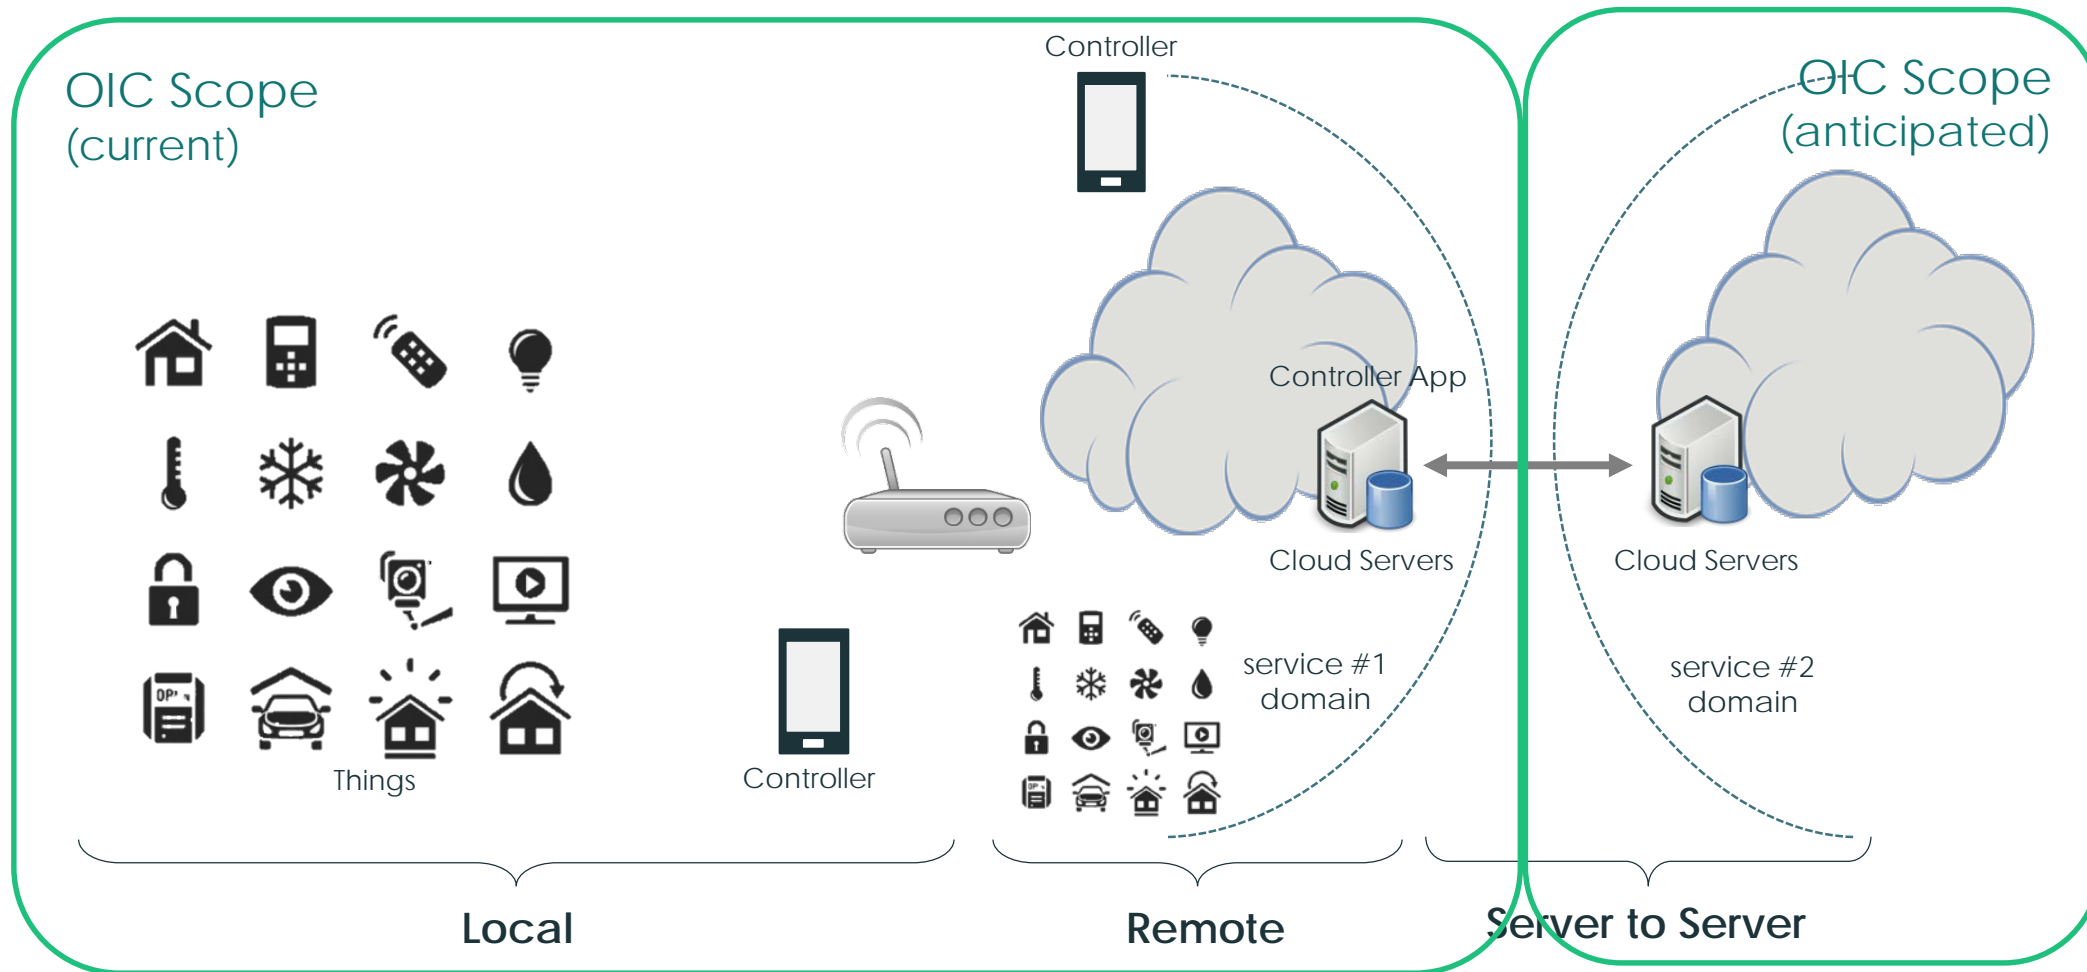 OIC Scope
(current)
Controller
OIC Scope
(anticipated)
Controller App
Cloud Servers
Cloud Servers
service #1
domain
service #2
domain
Things
Controller
Local
Remote
Server to Server